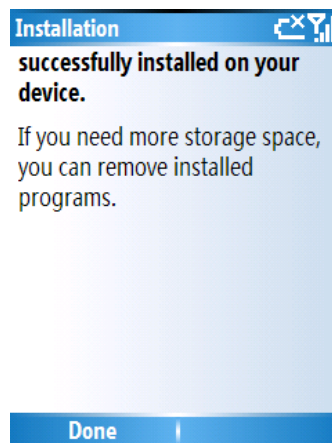 Installation
successfully installed on your
device.
If you need more storage space,
you can remove installed
programs.
Done